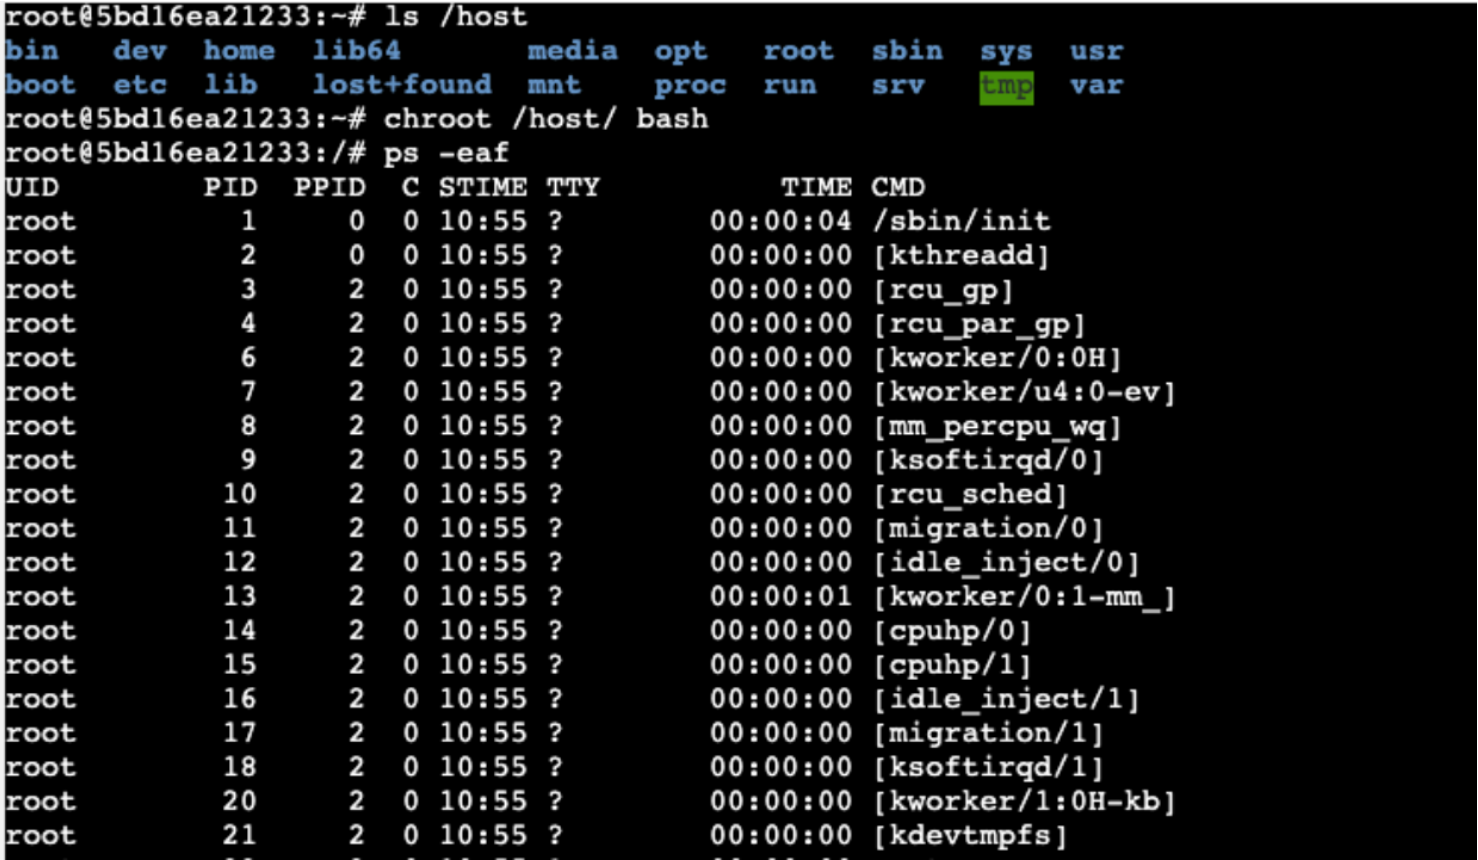 root@5bd16ea21233:~# ls /host
bin   dev  home  lib64       media  opt   root  sbin  sys  usr
boot  etc  lib   lost+found  mnt    proc  run   srv   tmp  var
root@5bd16ea21233:~# chroot /host/ bash
root@5bd16ea21233:/# ps -eaf
UID        PID  PPID  C STIME TTY          TIME CMD
root         1     0  0 10:55 ?        00:00:04 /sbin/init
root         2     0  0 10:55 ?        00:00:00 [kthreadd]
root         3     2  0 10:55 ?        00:00:00 [rcu_gp]
root         4     2  0 10:55 ?        00:00:00 [rcu_par_gp]
root         6     2  0 10:55 ?        00:00:00 [kworker/0:0H]
root         7     2  0 10:55 ?        00:00:00 [kworker/u4:0-ev]
root         8     2  0 10:55 ?        00:00:00 [mm_percpu_wq]
root         9     2  0 10:55 ?        00:00:00 [ksoftirqd/0]
root        10     2  0 10:55 ?        00:00:00 [rcu_sched]
root        11     2  0 10:55 ?        00:00:00 [migration/0]
root        12     2  0 10:55 ?        00:00:00 [idle_inject/0]
root        13     2  0 10:55 ?        00:00:01 [kworker/0:1-mm_]
root        14     2  0 10:55 ?        00:00:00 [cpuhp/0]
root        15     2  0 10:55 ?        00:00:00 [cpuhp/1]
root        16     2  0 10:55 ?        00:00:00 [idle_inject/1]
root        17     2  0 10:55 ?        00:00:00 [migration/1]
root        18     2  0 10:55 ?        00:00:00 [ksoftirqd/1]
root        20     2  0 10:55 ?        00:00:00 [kworker/1:0H-kb]
root        21     2  0 10:55 ?        00:00:00 [kdevtmpfs]